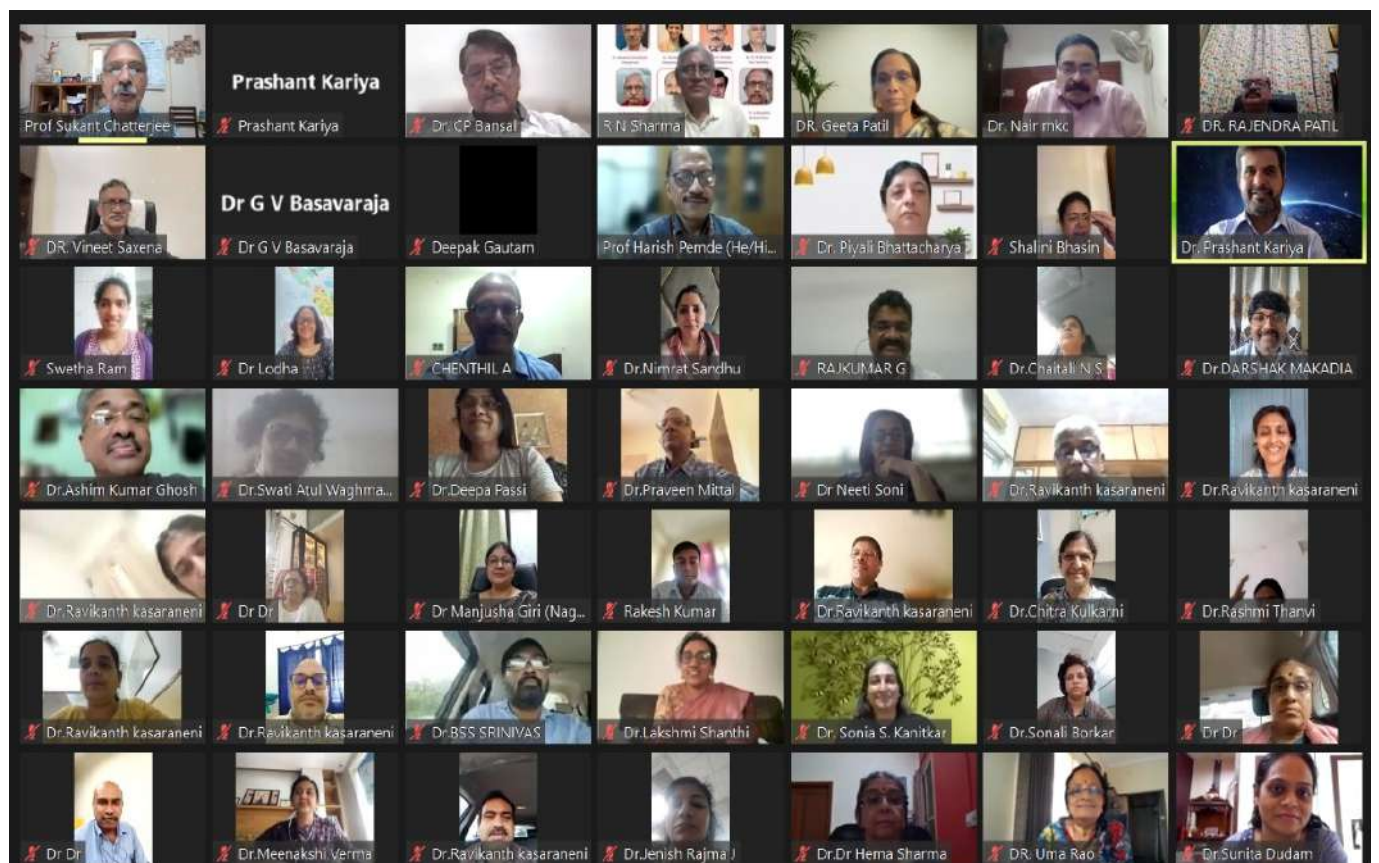 Prof Sukant Chatterjee
Prashant Kariya
Prashant Kariya
Dr. CP Bansal
R N Sharma
DR. Geeta Patil
Dr. Nair mkc
DR. RAJENDRA PATIL
DR. Vineet Saxena
Dr G V Basavaraja
Dr G V Basavaraja
Deepak Gautam
Prof Harish Pemde (He/Hi...
Dr. Piyali Bhattacharya
Shalini Bhasin
Dr. Prashant Kariya
Swetha Ram
Dr Lodha
CHENTHIL A
Dr.Nimrat Sandhu
RAJKUMAR G
Dr.Chaitali N S
Dr.DARSHAK MAKADIA
Dr.Ashim Kumar Ghosh
Dr.Swati Atul Waghma...
Dr.Deepa Passi
Dr.Praveen Mittal
Dr Neeti Soni
Dr.Ravikanth kasaraneni
Dr.Ravikanth kasaraneni
Dr.Ravikanth kasaraneni
Dr Dr
Dr Manjusha Giri (Nag...
Rakesh Kumar
Dr.Ravikanth kasaraneni
Dr.Chitra Kulkarni
Dr.Rashmi Thanvi
Dr.Ravikanth kasaraneni
Dr.Ravikanth kasaraneni
Dr.BSS SRINIVAS
Dr.Lakshmi Shanthi
Dr. Sonia S. Kanitkar
Dr.Sonali Borkar
Dr Dr
Dr Dr
Dr.Meenakshi Verma
Dr.Ravikanth kasaraneni
Dr.Jenish Rajma J
Dr.Dr Hema Sharma
DR. Uma Rao
Dr.Sunita Dudam